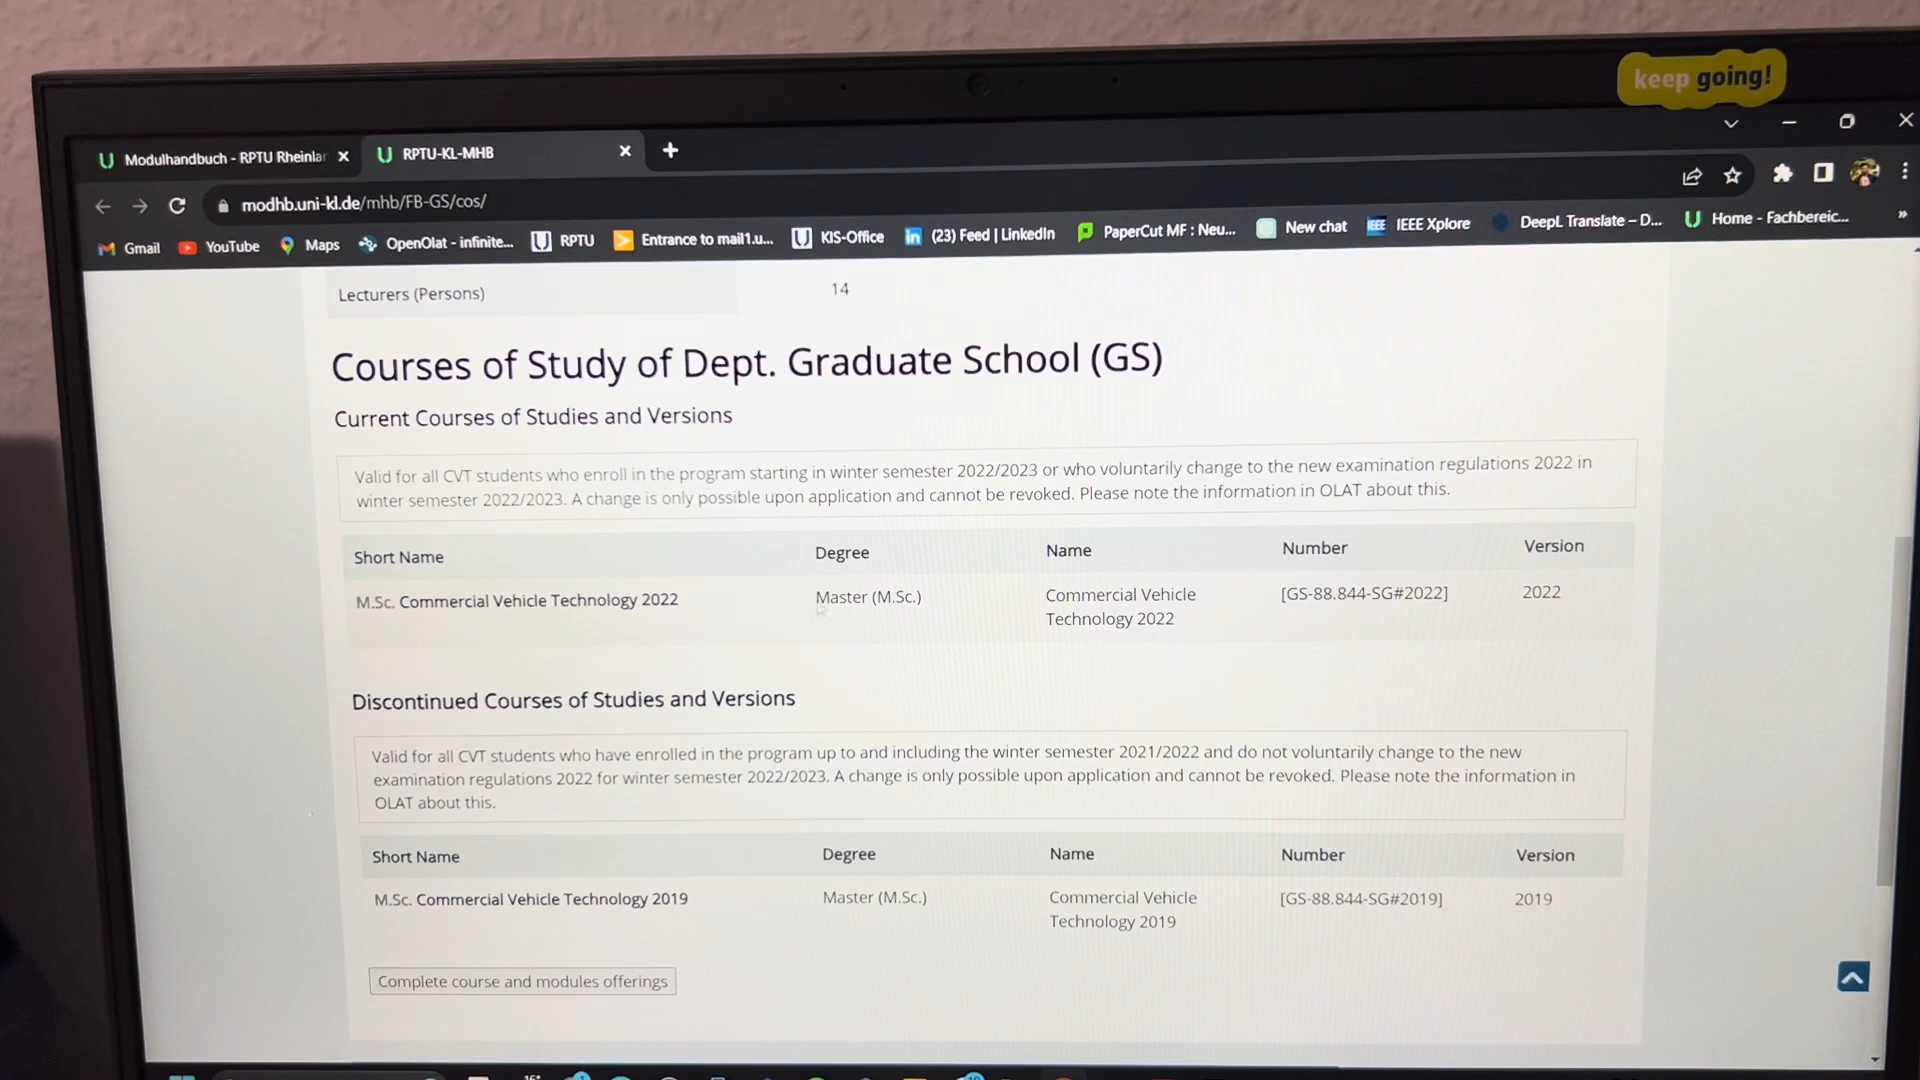 keep going!
Modulhandbuch - RPTU Rheinlar
RPTU-KL-MHB
modhb.uni-kl.de/mhb/FB-GS/cos/
Gmail YouTube Maps OpenOlat - infinite... RPTU Entrance to mail1.u... KIS-Office (23) Feed | LinkedIn PaperCut MF : Neu... New chat IEEE IEEE Xplore DeepL Translate – D... Home - Fachbereic... »
Lecturers (Persons) 14
Courses of Study of Dept. Graduate School (GS)
Current Courses of Studies and Versions
Valid for all CVT students who enroll in the program starting in winter semester 2022/2023 or who voluntarily change to the new examination regulations 2022 in
winter semester 2022/2023. A change is only possible upon application and cannot be revoked. Please note the information in OLAT about this.
Short Name Degree Name Number Version
M.Sc. Commercial Vehicle Technology 2022 Master (M.Sc.) Commercial Vehicle [GS-88.844-SG#2022] 2022
Technology 2022
Discontinued Courses of Studies and Versions
Valid for all CVT students who have enrolled in the program up to and including the winter semester 2021/2022 and do not voluntarily change to the new
examination regulations 2022 for winter semester 2022/2023. A change is only possible upon application and cannot be revoked. Please note the information in
OLAT about this.
Short Name Degree Name Number Version
M.Sc. Commercial Vehicle Technology 2019 Master (M.Sc.) Commercial Vehicle [GS-88.844-SG#2019] 2019
Technology 2019
Complete course and modules offerings